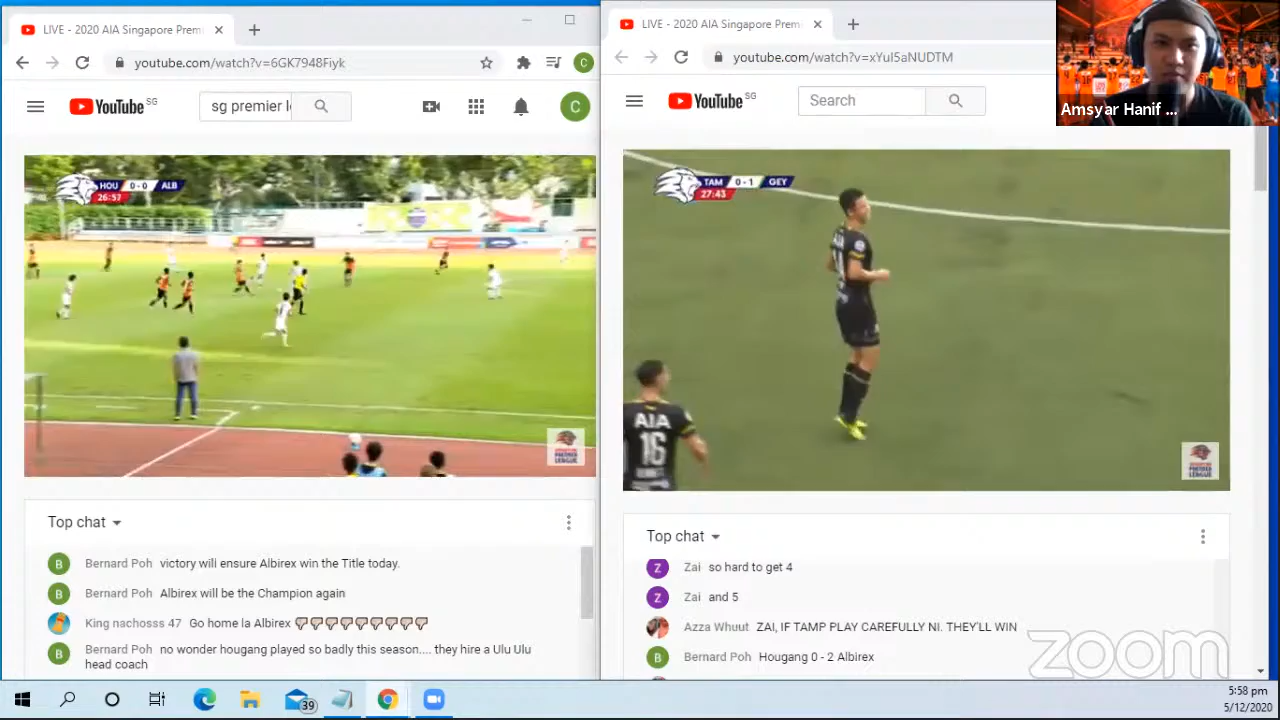 LIVE - 2020 AIA Singapore Prem
youtube.com/watch?v=6GK7948Fiyk
C
YouTube SG
sg premier l
C
HOU 0-0 ALB
26:57
Top chat
B Bernard Poh victory will ensure Albirex win the Title today.
B Bernard Poh Albirex will be the Champion again
King nachosss 47 Go home la Albirex 👎👎👎👎👎👎👎👎👎
B Bernard Poh no wonder hougang played so badly this season.... they hire a Ulu Ulu
head coach
LIVE - 2020 AIA Singapore Premi
youtube.com/watch?v=xYuI5aNUDTM
YouTube SG
Search
Amsyar Hanif ...
TAM 0-1 GEY
27:43
AIA
16
PREMIER
LEAGUE
Top chat
Z Zai so hard to get 4
Z Zai and 5
Azza Whuut ZAI, IF TAMP PLAY CAREFULLY NI. THEY'LL WIN
B Bernard Poh Hougang 0 - 2 Albirex
zoom
39
5:58 pm
5/12/2020